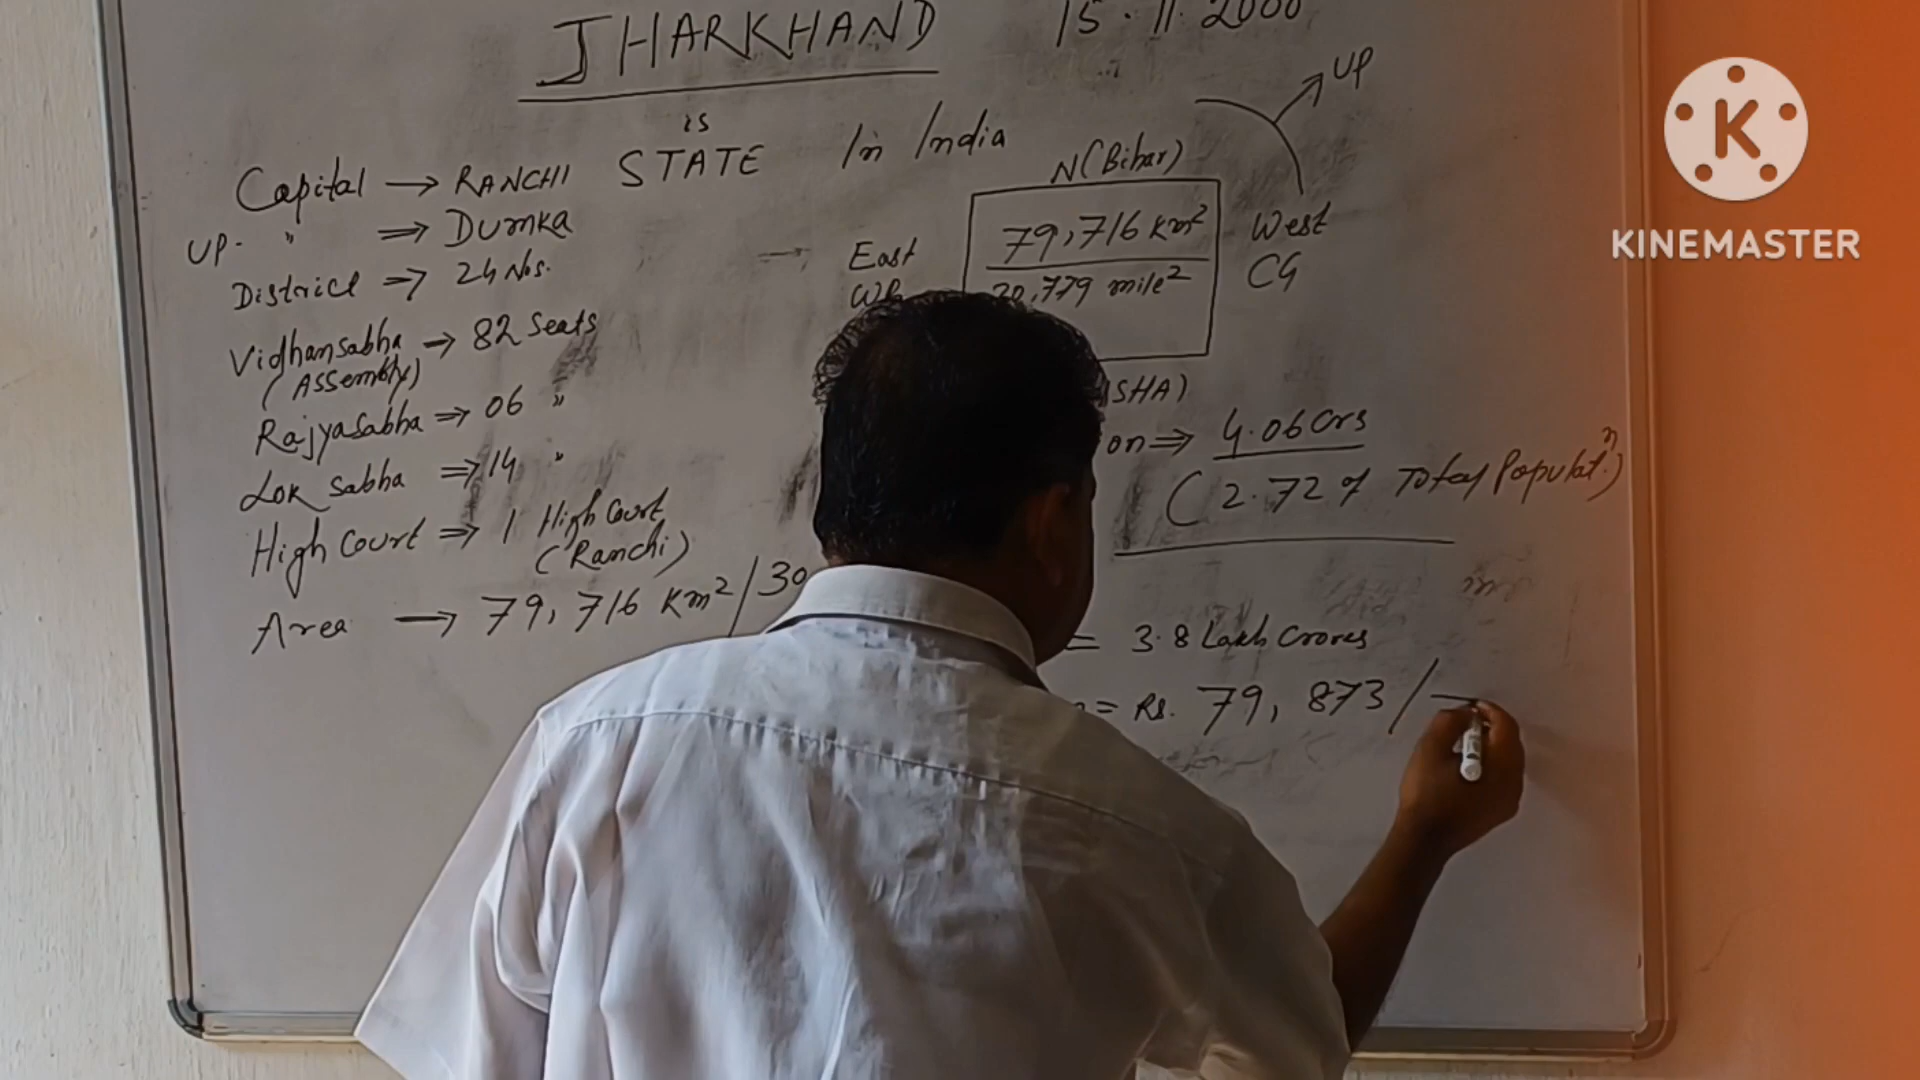 JHARKHAND 15.11.2000
is
STATE In India
Capital → RANCHI
UP- " ⇒ DUMKA
District ⇒ 24 Nos.
Vidhansabha → 82 Seats
(Assembly)
Rajyasabha ⇒ 06 "
Lok sabha ⇒ 14 "
High Court ⇒ 1 High Court
(Ranchi)
Area → 79,716 Km²/30
UP
N(Bihar)
79,716 Km²
,779 mile²
East
West
CG
ISHA)
on ⇒ 4.06 Crs
(2.72 % Total Populatⁿ)
= 3.8 Lakh Crores
= Rs. 79,873/-
KINEMASTER